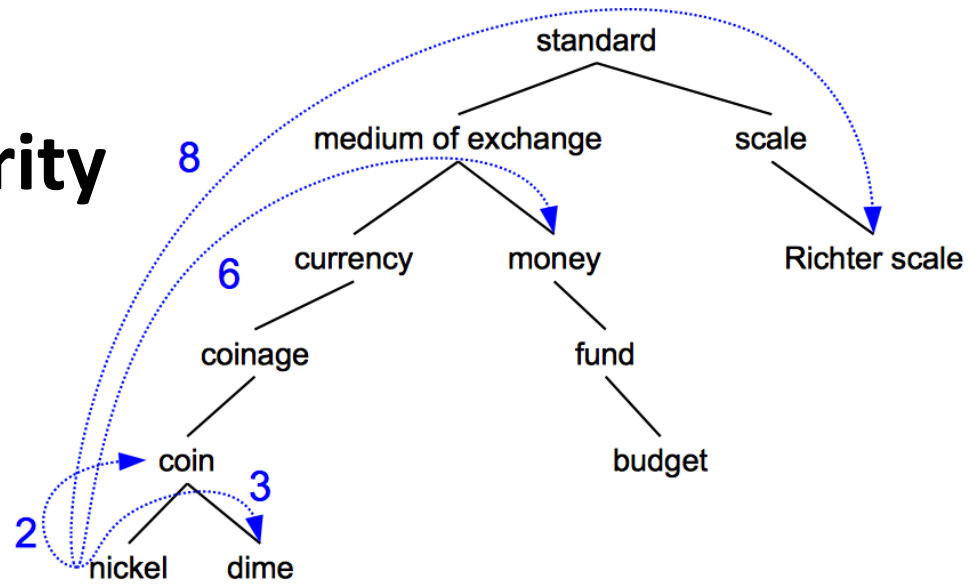 standard
rity
8
medium of exchange
scale
6
currency
money
Richter scale
coinage
fund
coin
3
budget
2
nickel
dime